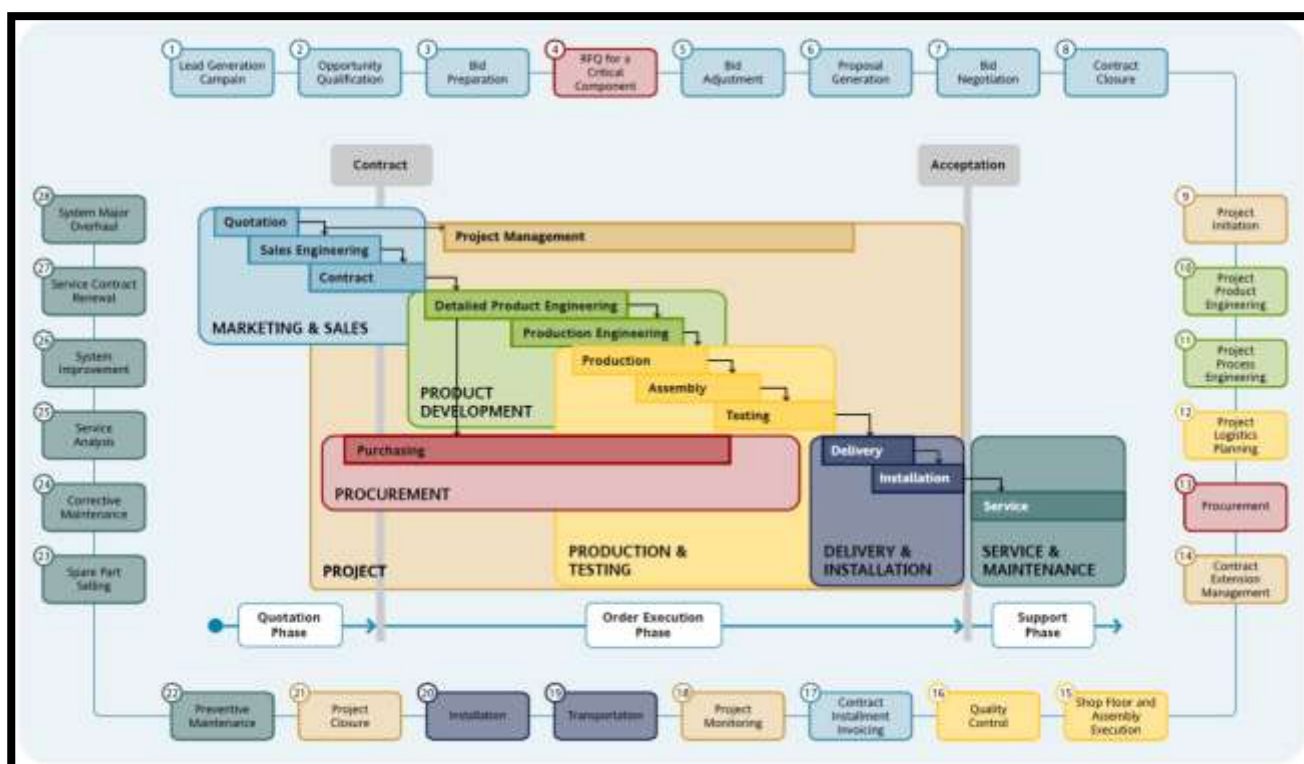 1
Lead Generation
Campain
2
Opportunity
Qualification
3
Bid
Preparation
4
RFQ for a
Critical
Component
5
Bid
Adjustment
6
Proposal
Generation
7
Bid
Negotiation
8
Contract
Closure
Contract
Acceptation
Quotation
Sales Engineering
Contract
MARKETING & SALES
Project Management
Detailed Product Engineering
Production Engineering
PRODUCT
DEVELOPMENT
Production
Assembly
Testing
Purchasing
PROCUREMENT
Delivery
Installation
Service
PROJECT
PRODUCTION &
TESTING
DELIVERY &
INSTALLATION
SERVICE &
MAINTENANCE
Quotation
Phase
Order Execution
Phase
Support
Phase
9
Project
Initiation
10
Project
Product
Engineering
11
Project
Process
Engineering
12
Project
Logistics
Planning
13
Procurement
14
Contract
Extension
Management
15
Shop Floor and
Assembly
Execution
16
Quality
Control
17
Contract
Installment
Invoicing
18
Project
Monitoring
19
Transportation
20
Installation
21
Project
Closure
22
Preventive
Maintenance
23
Spare Part
Selling
24
Corrective
Maintenance
25
Service
Analysis
26
System
Improvement
27
Service Contract
Renewal
28
System Major
Overhaul